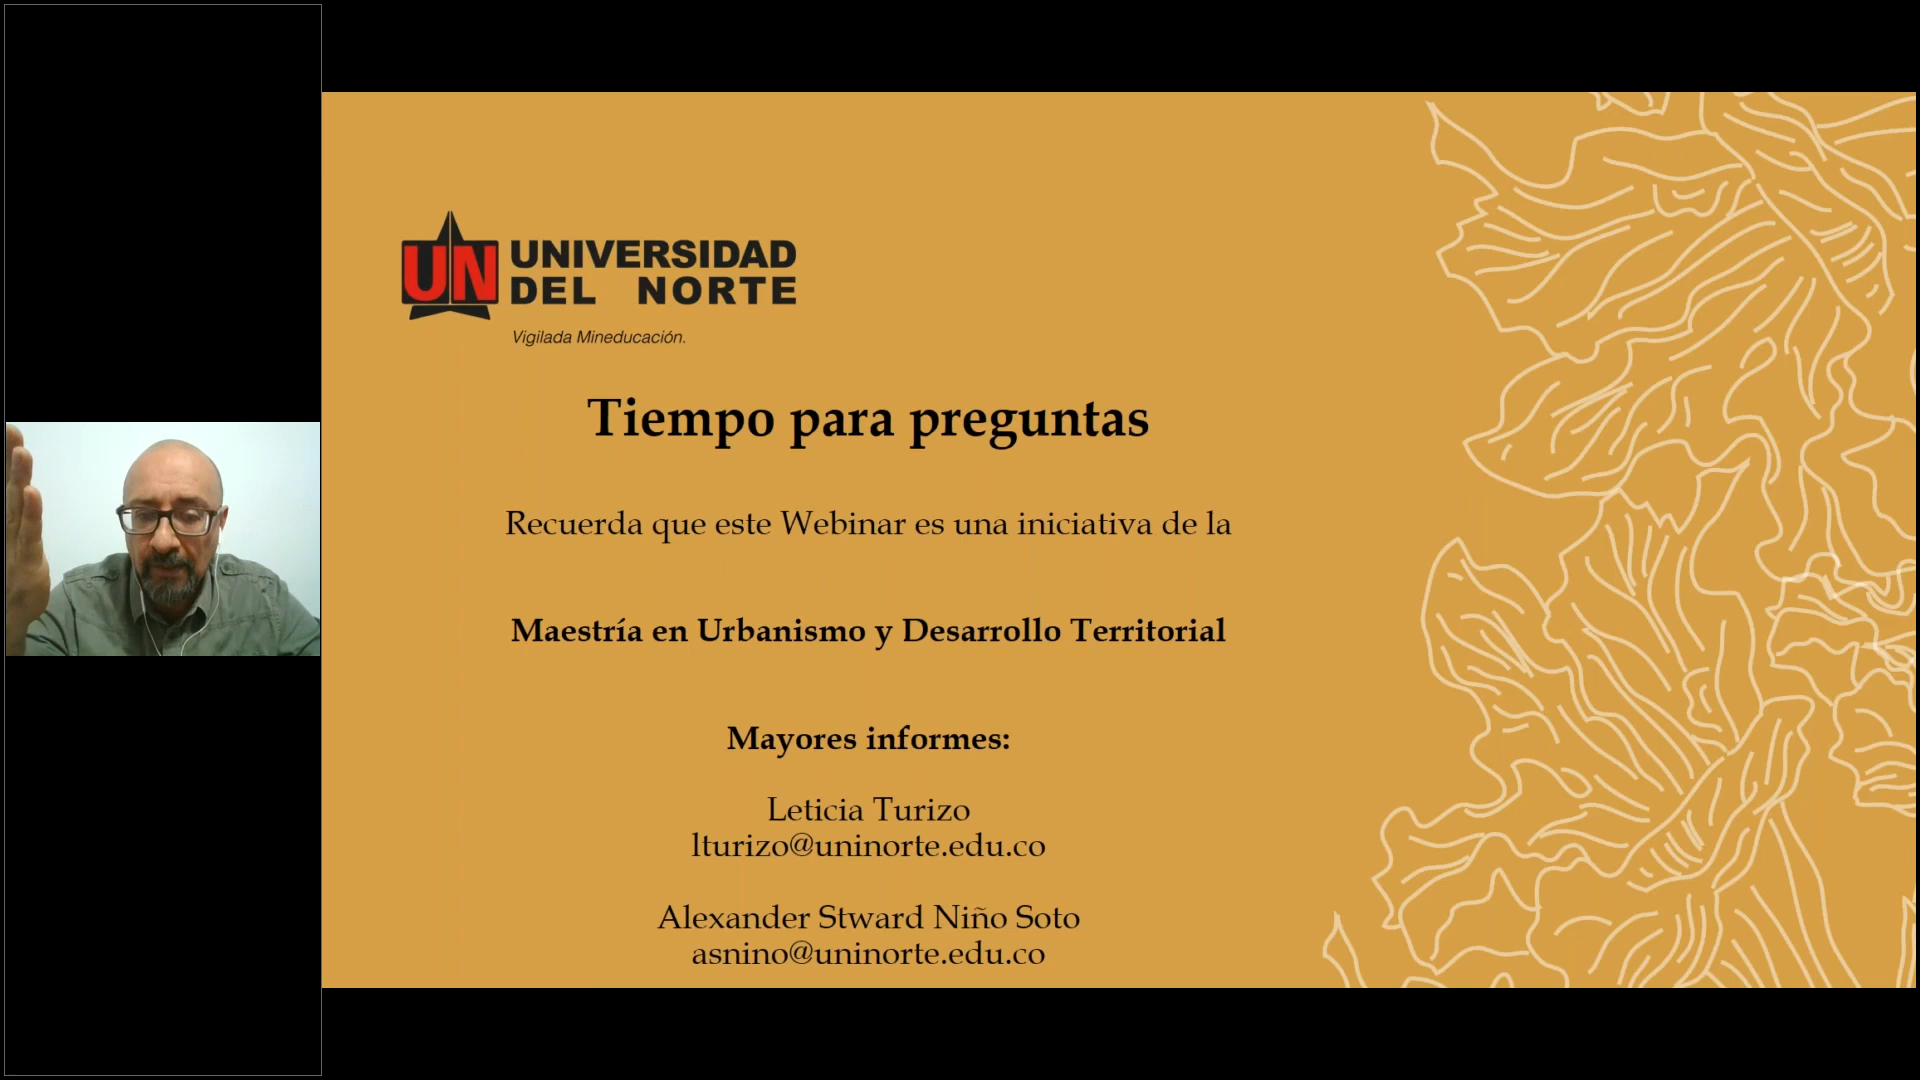 UN UNIVERSIDAD
DEL NORTE
Vigilada Mineducación.
Tiempo para preguntas
Recuerda que este Webinar es una iniciativa de la
Maestría en Urbanismo y Desarrollo Territorial
Mayores informes:
Leticia Turizo
lturizo@uninorte.edu.co
Alexander Stward Niño Soto
asnino@uninorte.edu.co